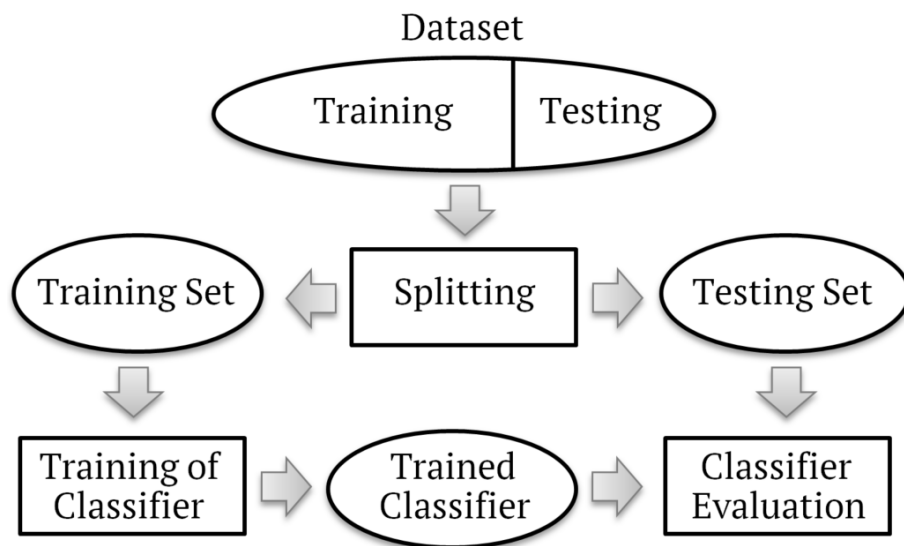 Dataset
Training
Testing
Training Set
Splitting
Testing Set
Training of
Classifier
Trained
Classifier
Classifier
Evaluation